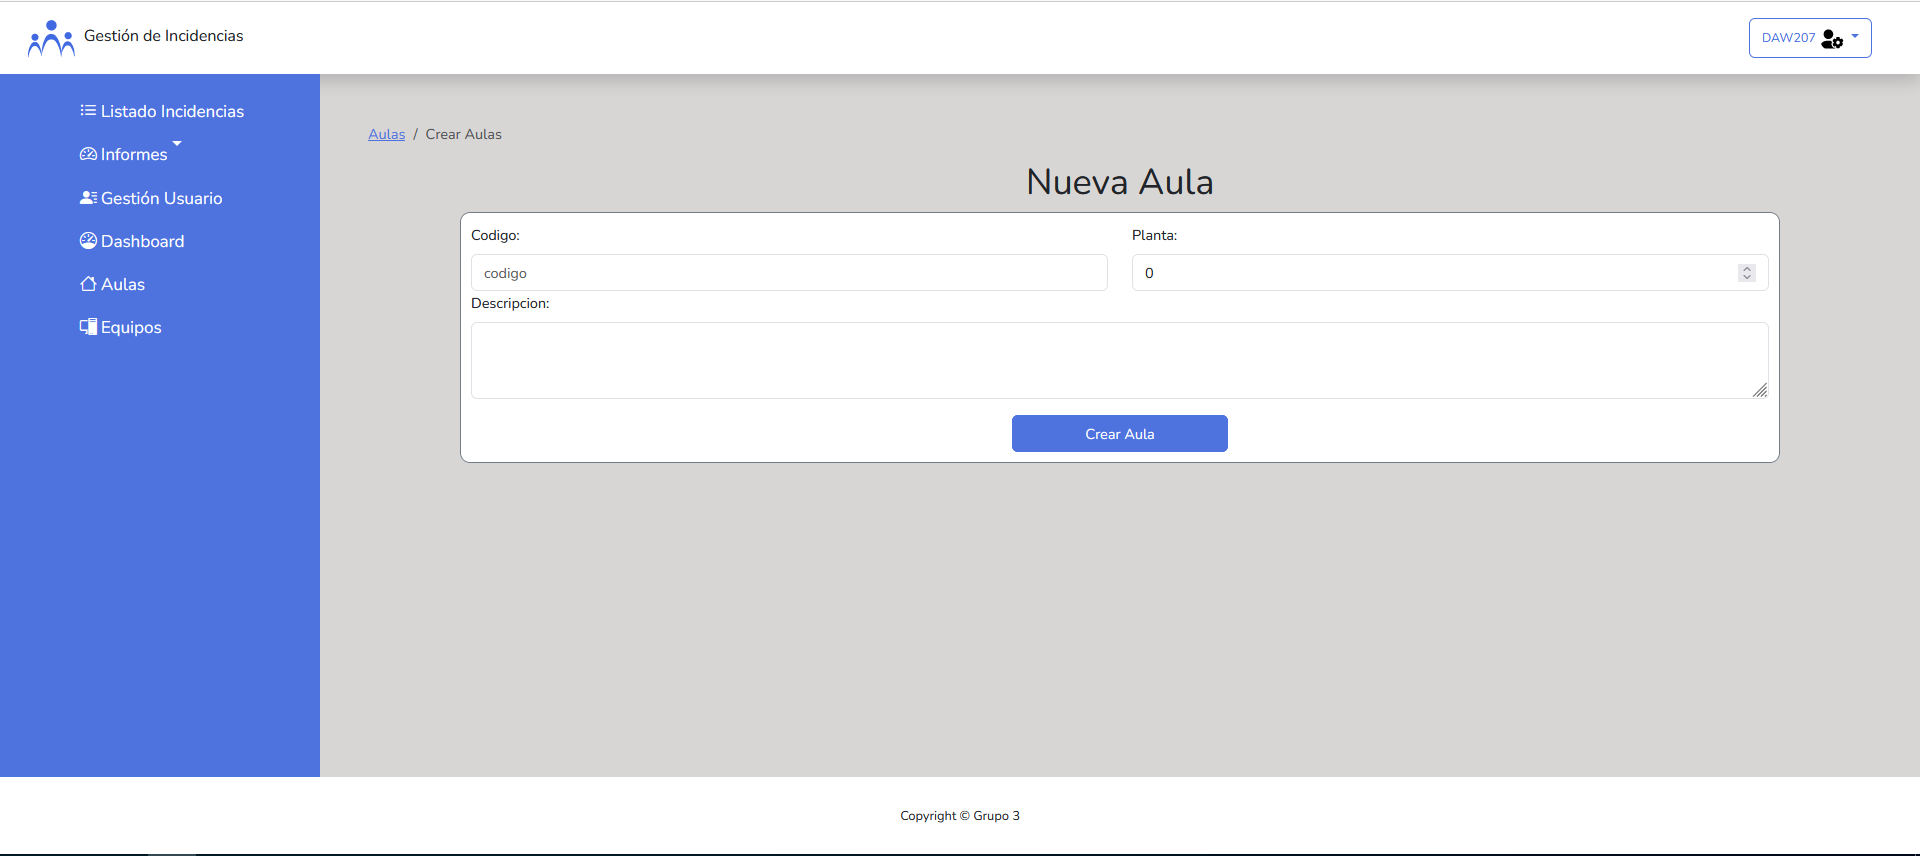 Gestión de Incidencias
DAW207
Listado Incidencias
Informes
Gestión Usuario
Dashboard
Aulas
Equipos
Aulas / Crear Aulas
Nueva Aula
Codigo:
codigo
Planta:
0
Descripcion:
Crear Aula
Copyright © Grupo 3